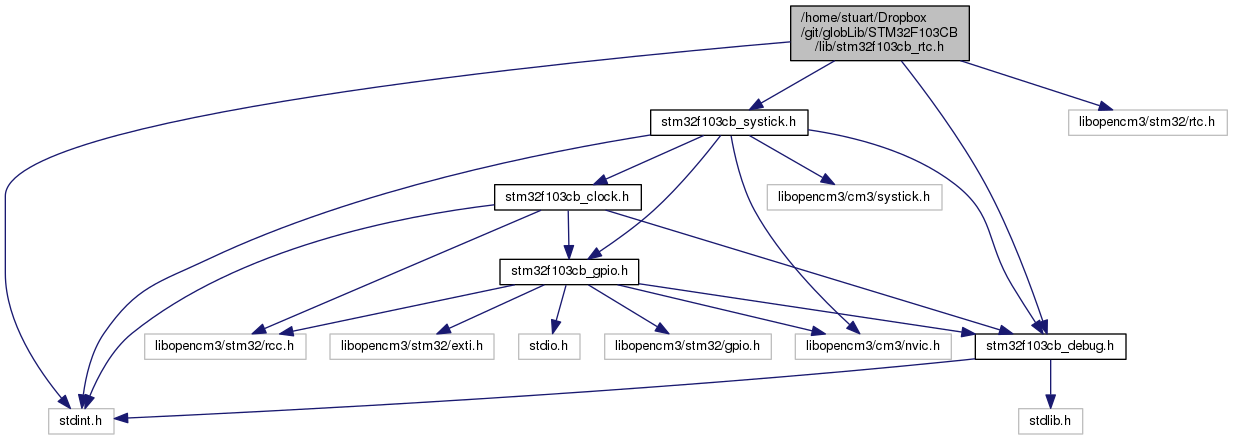 /home/stuart/Dropbox
/git/globLib/STM32F103CB
/lib/stm32f103cb_rtc.h
stm32f103cb_systick.h
libopencm3/stm32/rtc.h
stm32f103cb_clock.h
libopencm3/cm3/systick.h
stm32f103cb_gpio.h
libopencm3/stm32/rcc.h
libopencm3/stm32/exti.h
stdio.h
libopencm3/stm32/gpio.h
libopencm3/cm3/nvic.h
stm32f103cb_debug.h
stdint.h
stdlib.h